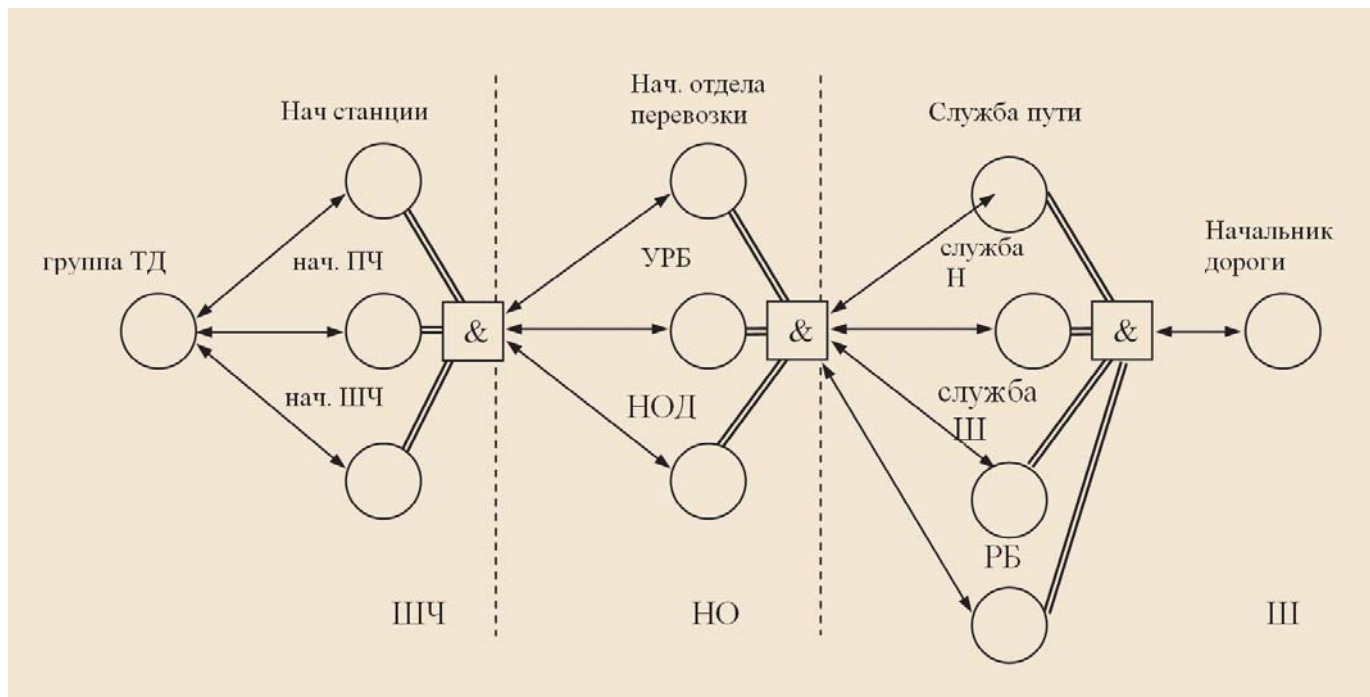 Нач станции
Нач. отдела
перевозки
Служба пути
группа ТД
нач. ПЧ
УРБ
служба
Н
Начальник
дороги
&
&
&
нач. ШЧ
НОД
служба
Ш
РБ
ШЧ
НО
Ш